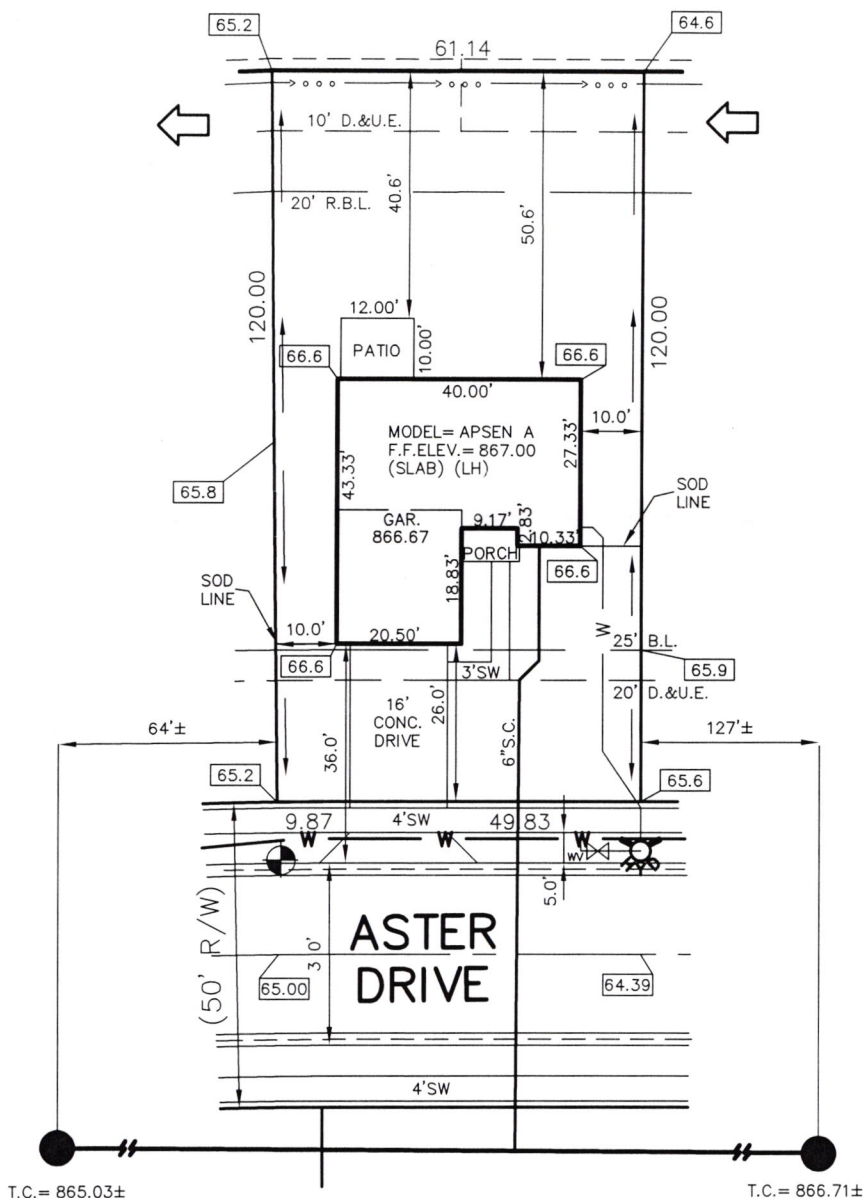 65.2
64.6
61.14
10' D.&U.E.
20' R.B.L.
40.6'
50.6'
120.00
120.00
12.00'
PATIO
10.00'
66.6
66.6
40.00'
10.0'
MODEL= APSEN A
F.F.ELEV.= 867.00
(SLAB) (LH)
27.33'
43.33'
65.8
SOD
LINE
GAR.
866.67
9.17'
2.83'
10.33'
PORCH
66.6
18.83'
SOD
LINE
W
10.0'
20.50'
25' B.L.
66.6
65.9
3'SW
20' D.&U.E.
16'
CONC.
DRIVE
26.0'
36.0'
6"S.C.
64'±
127'±
65.2
65.6
9.87
4'SW
49.83
W
W
W
WV
5.0'
(50' R/W)
ASTER
DRIVE
65.00
64.39
4'SW
T.C.= 865.03±
T.C.= 866.71±